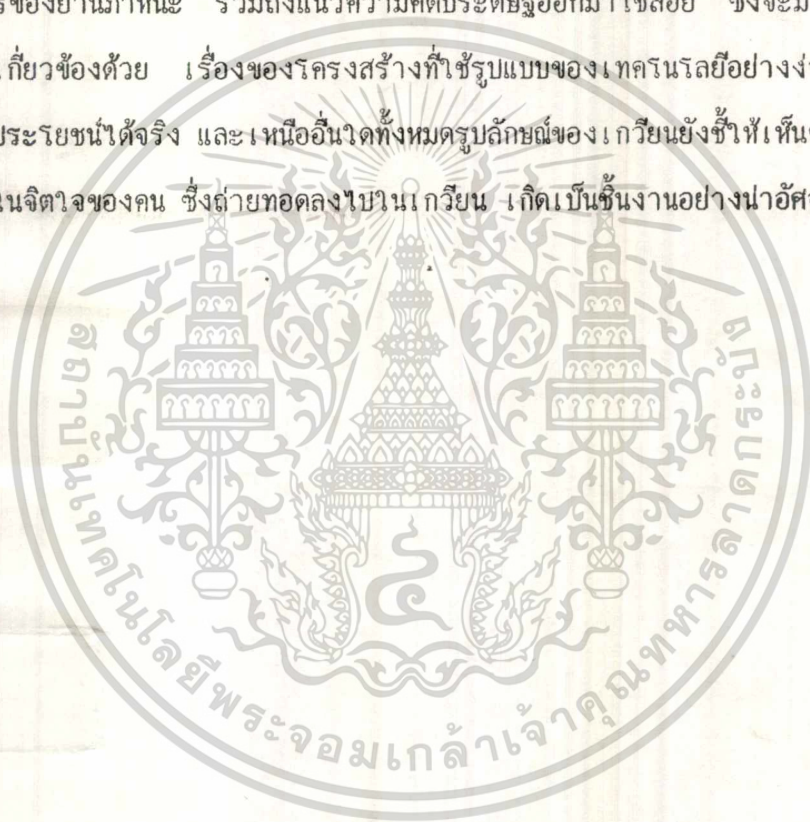 ของยานภาหนะ รวมถึงแนวความคิดประดิษฐ์ออกมาใช้สอย ซึ่งจะม
เกี่ยวข้องด้วย เรื่องของโครงสร้างที่ใช้รูปแบบของเทคโนโลยีอย่างง่
ประโยชน์ได้จริง และเหนืออื่นใดทั้งหมดรูปลักษณ์ของเกวียนยังชี้ให้เห็น
ในจิตใจของคน ซึ่งถ่ายทอดลงไปในเกวียน เกิดเป็นชิ้นงานอย่างน่าอัศ
สถาบันเทคโนโลยีพระจอมเกล้าเจ้าคุณทหารลาดกระบัง